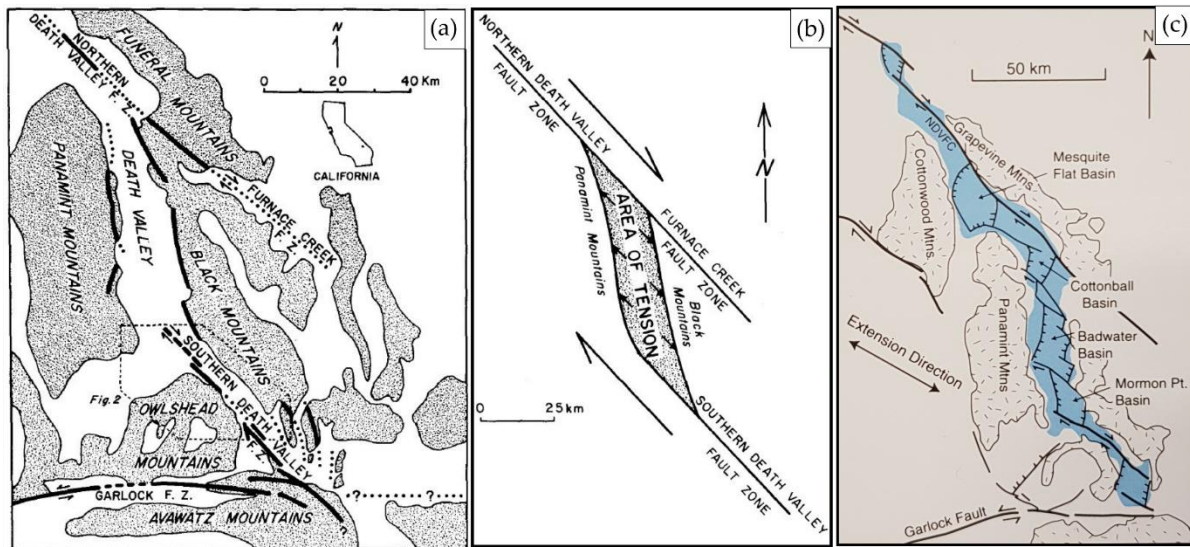 (a)
N
0 20 40 Km
CALIFORNIA
NORTHERN
DEATH VALLEY F. Z.
FUNERAL MOUNTAINS
PANAMINT MOUNTAINS
DEATH VALLEY
FURNACE CREEK
F. Z.
BLACK MOUNTAINS
SOUTHERN DEATH VALLEY
F. Z.
Fig. 2
OWLSHEAD
MOUNTAINS
GARLOCK F. Z.
? ?
?
AVAWATZ MOUNTAINS
(b)
NORTHERN DEATH VALLEY
FAULT ZONE
N
Panamint Mountains
AREA OF TENSION
Black
Mountains
FURNACE CREEK
FAULT ZONE
0 25 km
SOUTHERN DEATH VALLEY
FAULT ZONE
(c)
N
50 km
NDVFC
Grapevine Mtns.
Cottonwood Mtns.
Mesquite
Flat Basin
Panamint Mtns
Cottonball
Basin
Badwater
Basin
Extension
Direction
Mormon Pt.
Basin
Garlock Fault